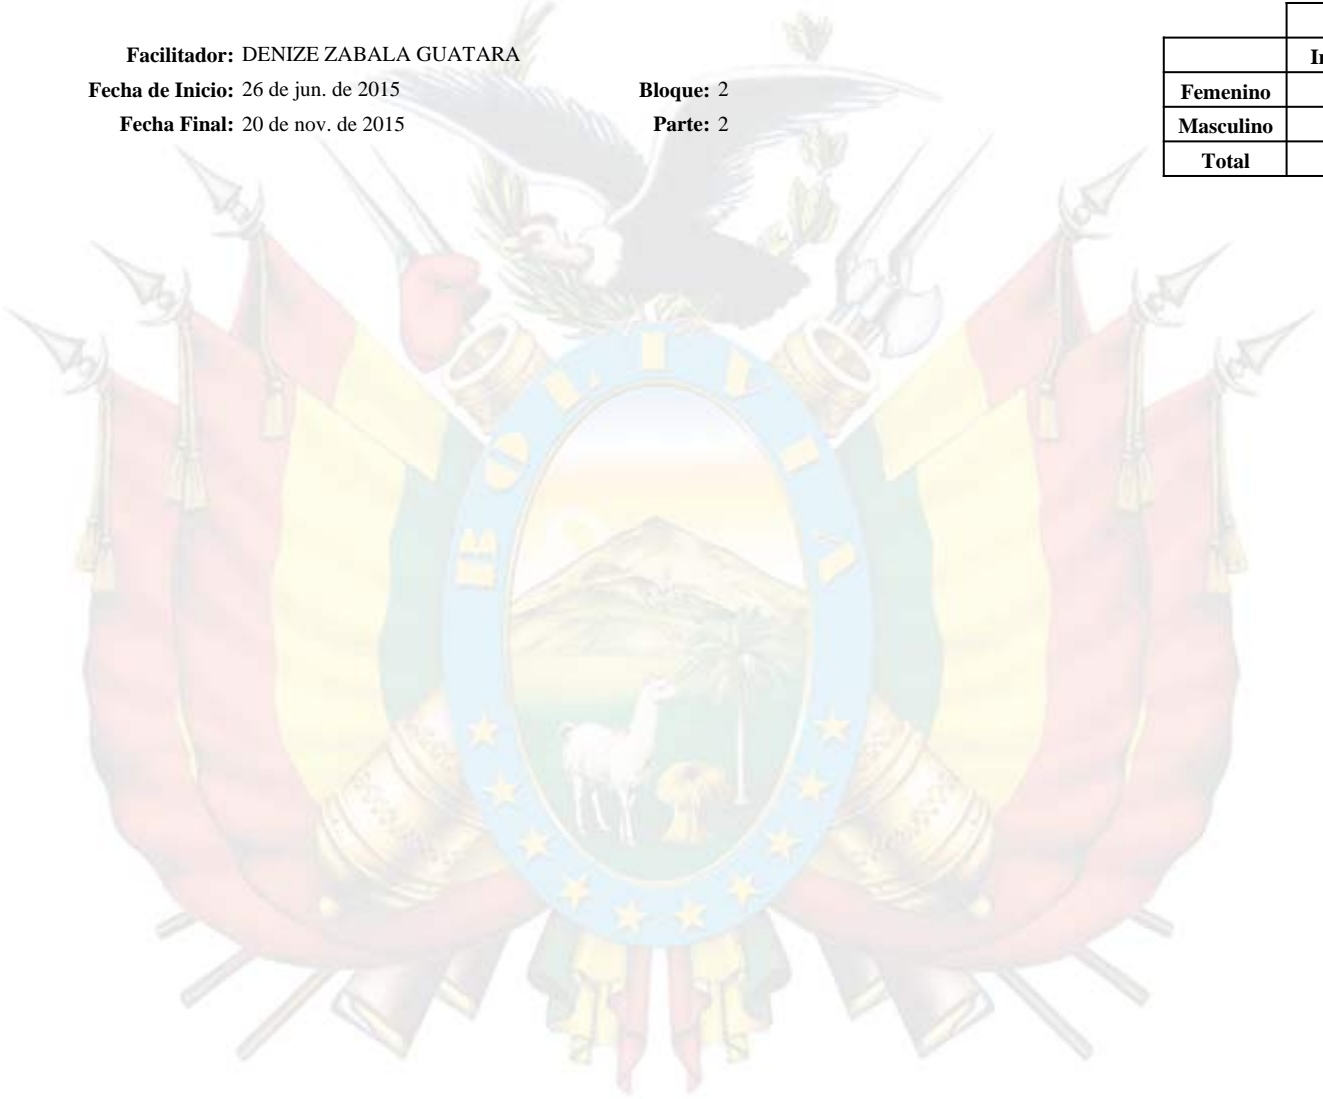 Facilitador: DENIZE ZABALA GUATARA
Fecha de Inicio: 26 de jun. de 2015 Bloque: 2
Fecha Final: 20 de nov. de 2015 Parte: 2
Femenino
Masculino
Total
BOLIVIA